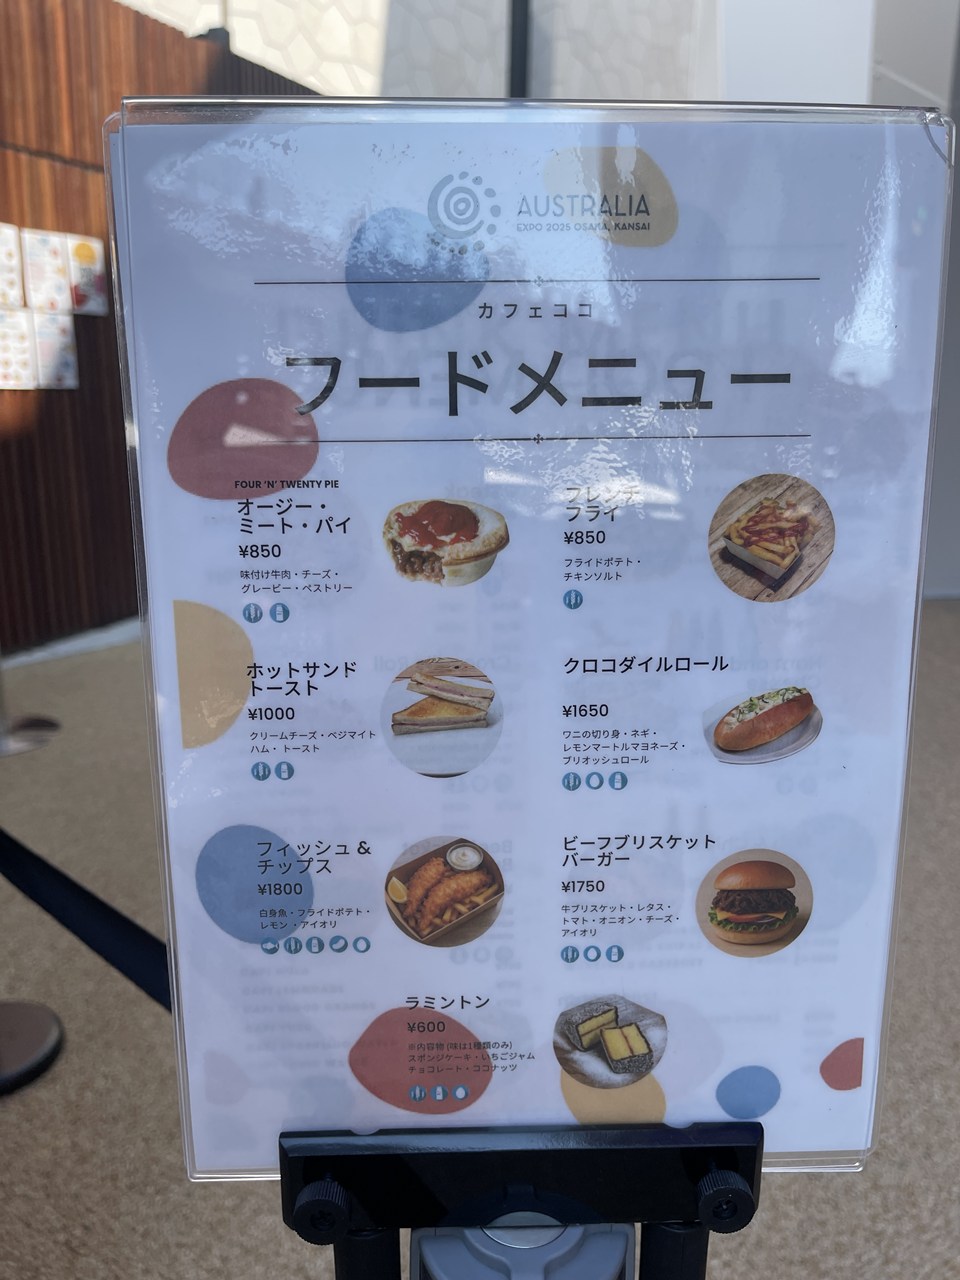 AUSTRALIA
EXPO 2025 OSAKA, KANSAI
カフェココ
フードメニュー
FOUR 'N' TWENTY PIE
オージー・
ミート・パイ
¥850
味付け牛肉・チーズ・
グレービー・ペストリー
フレンチ
フライ
¥850
フライドポテト・
チキンソルト
ホットサンド
トースト
¥1000
クリームチーズ・ベジマイト
ハム・トースト
クロコダイルロール
¥1650
ワニの切り身・ネギ・
レモンマートルマヨネーズ・
ブリオッシュロール
フィッシュ &
チップス
¥1800
白身魚・フライドポテト・
レモン・アイオリ
ビーフブリスケット
バーガー
¥1750
牛ブリスケット・レタス・
トマト・オニオン・チーズ・
アイオリ
ラミントン
¥600
※内容物 (味は1種類のみ)
スポンジケーキ・いちごジャム
チョコレート・ココナッツ